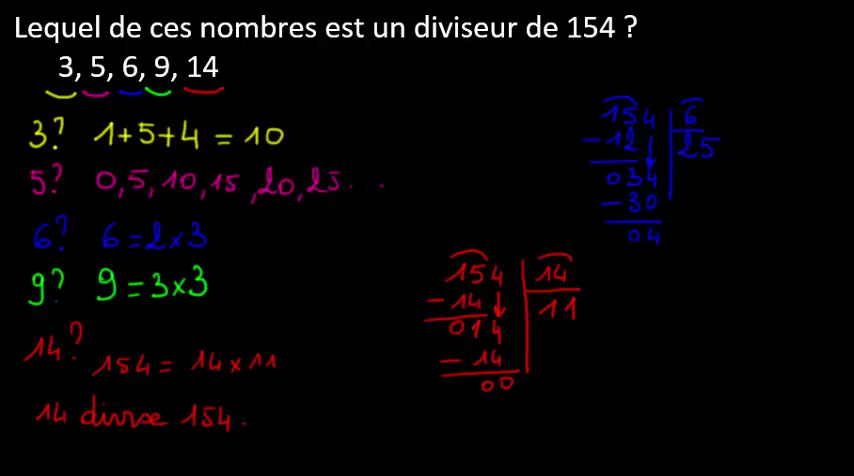 Lequel de ces nombres est un diviseur de 154 ?
3, 5, 6, 9, 14
3? 1+5+4 = 10
5? 0,5,10,15,20,25...
6? 6 = 2×3
9? 9 = 3×3
14? 154 = 14×11
14 divise 154.
154 | 6
-12 | 25
034
-30
04
154 | 14
-14 | 11
014
-14
00